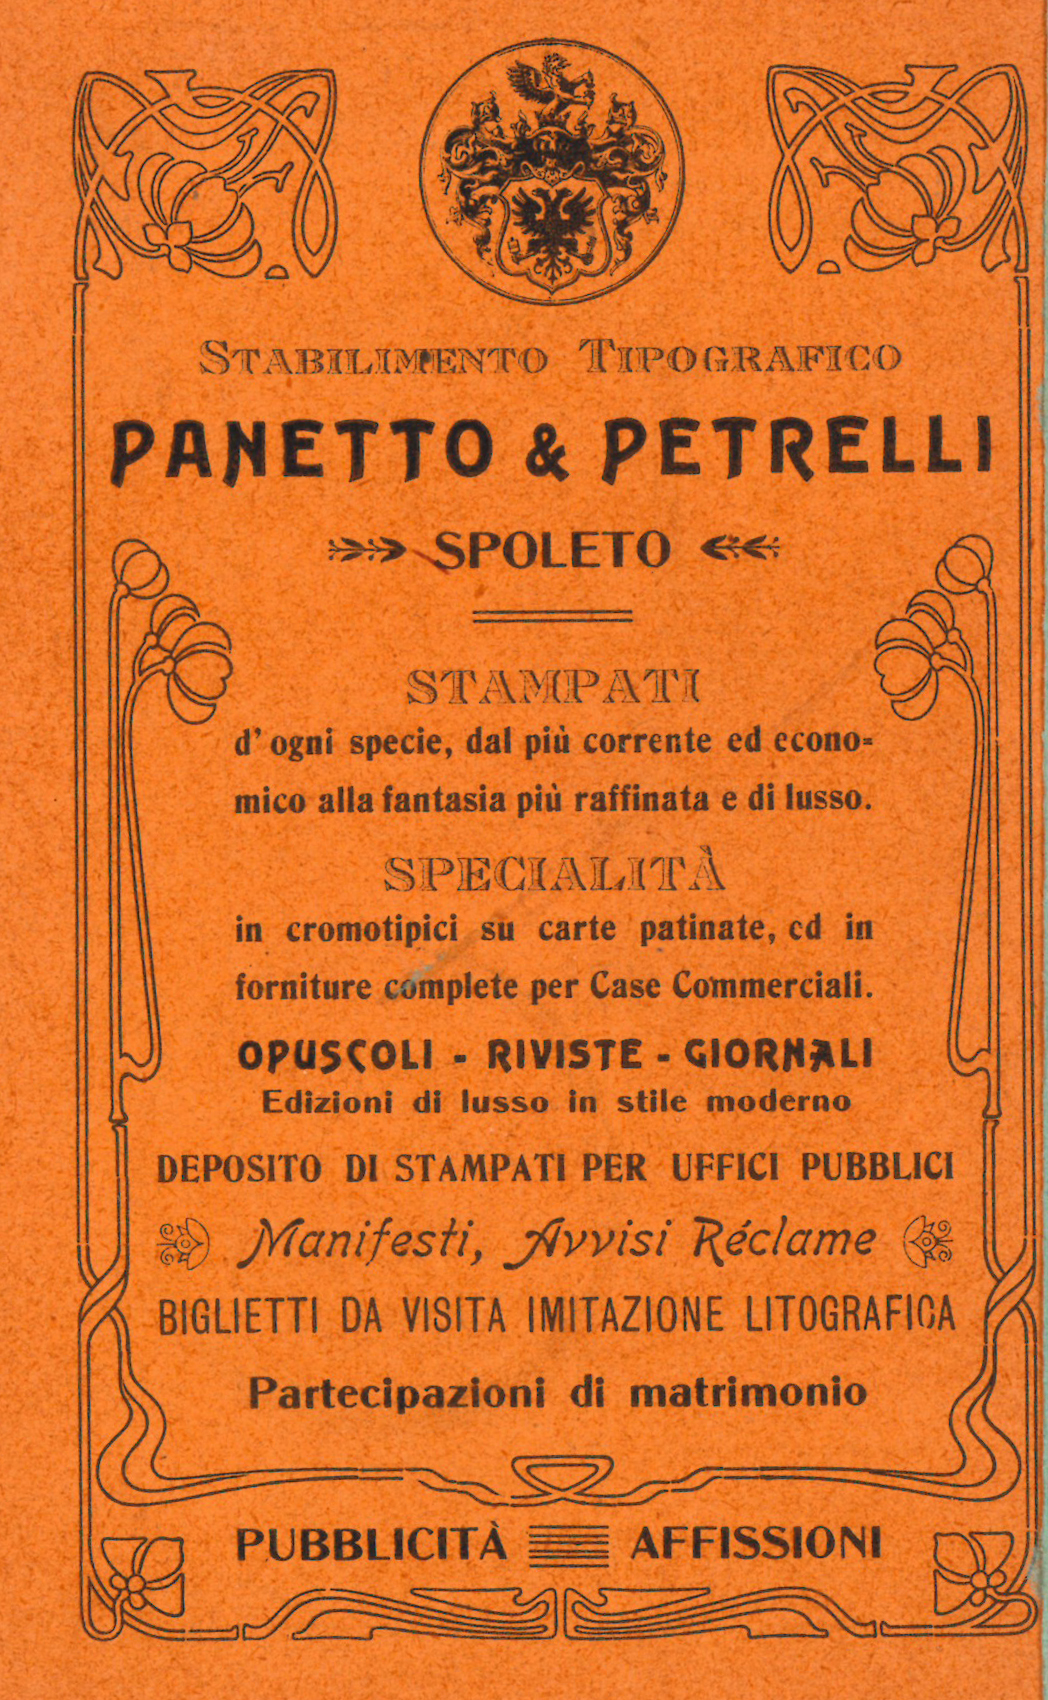 STABILIMENTO TIPOGRAFICO
PANETTO & PETRELLI
SPOLETO
STAMPATI
d' ogni specie, dal più corrente ed econo=
mico alla fantasia più raffinata e di lusso.
SPECIALITÀ
in cromotipici su carte patinate, ed in
forniture complete per Case Commerciali.
OPUSCOLI - RIVISTE - GIORNALI
Edizioni di lusso in stile moderno
DEPOSITO DI STAMPATI PER UFFICI PUBBLICI
Manifesti, Avvisi Réclame
BIGLIETTI DA VISITA IMITAZIONE LITOGRAFICA
Partecipazioni di matrimonio
PUBBLICITÀ AFFISSIONI